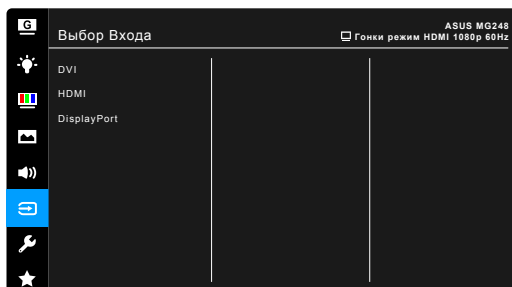 G
ASUS MG248
Выбор Входа
Гонки режим HDMI 1080p 60Hz
DVI
HDMI
DisplayPort